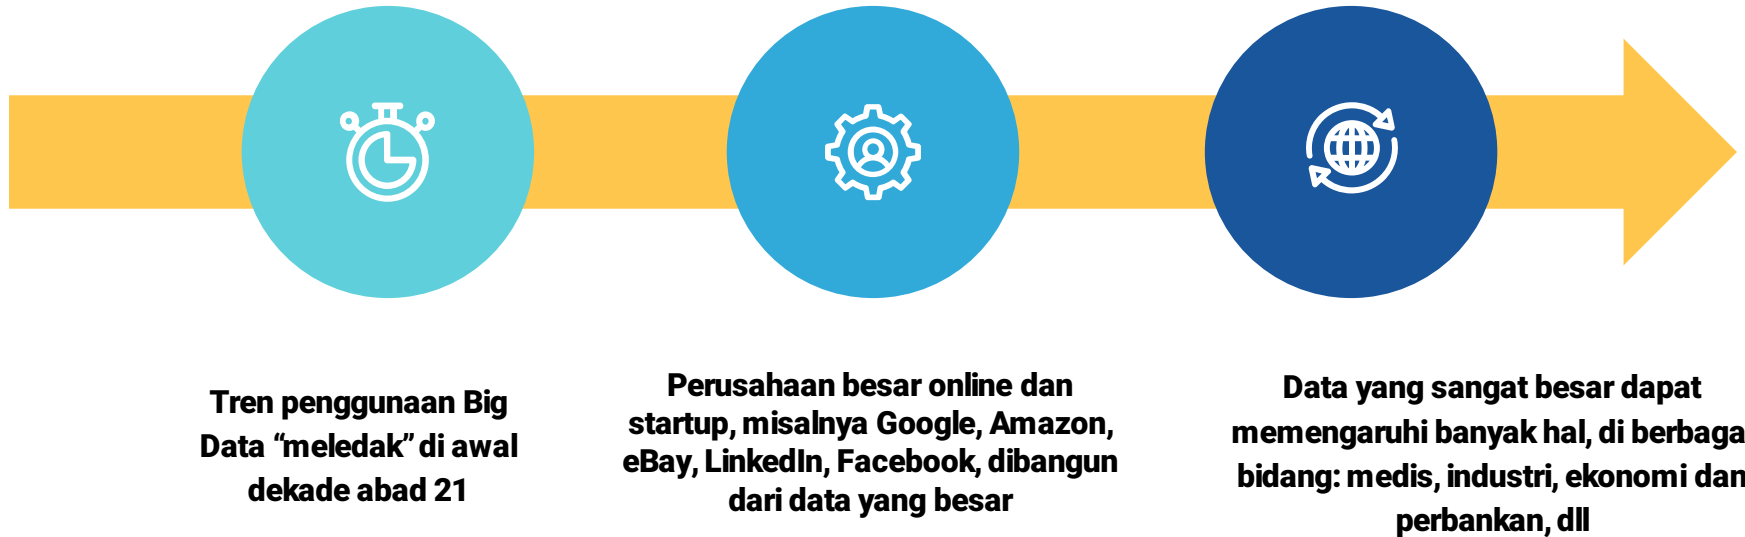 Tren penggunaan Big
Data “meledak” di awal
dekade abad 21
Perusahaan besar online dan
startup, misalnya Google, Amazon,
eBay, LinkedIn, Facebook, dibangun
dari data yang besar
Data yang sangat besar dapat
memengaruhi banyak hal, di berbaga
bidang: medis, industri, ekonomi dan
perbankan, dll